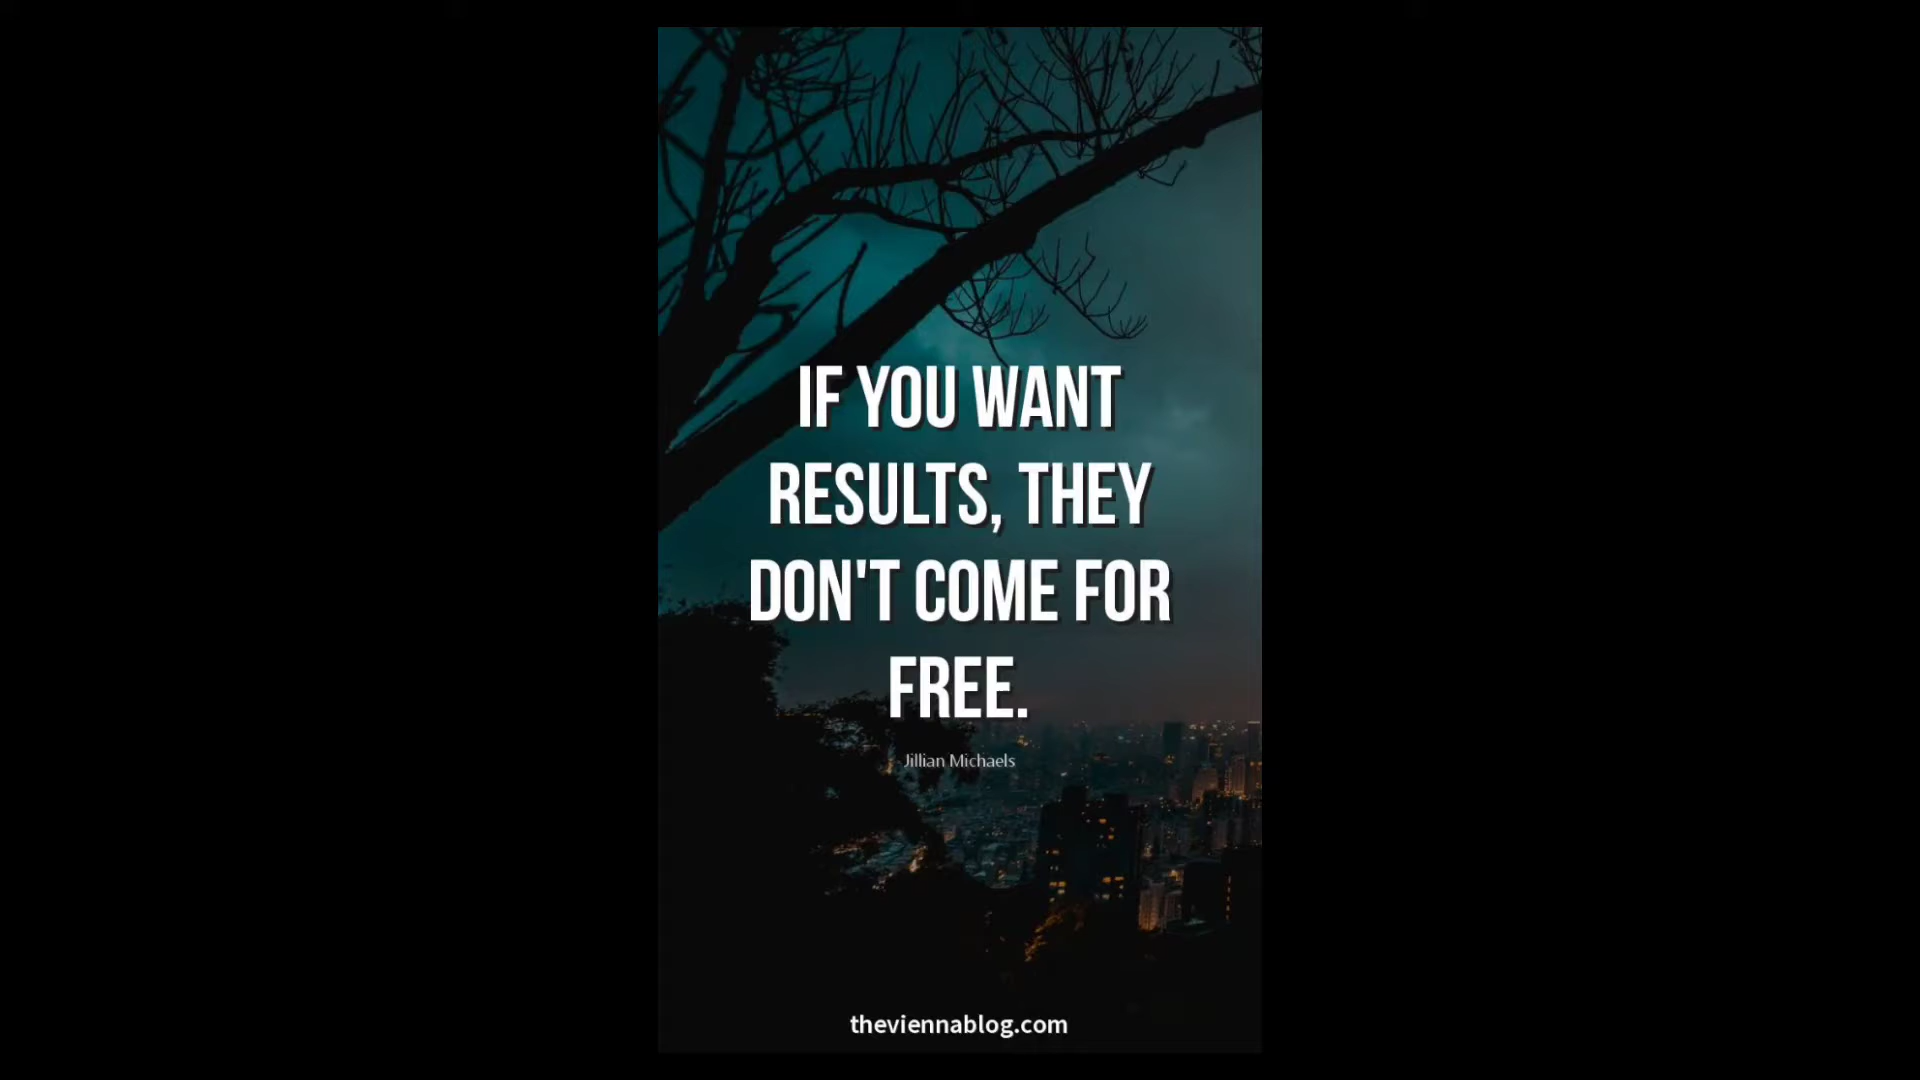 IF YOU WANT
RESULTS, THEY
DON'T COME FOR
FREE.
Jillian Michaels
theviennablog.com